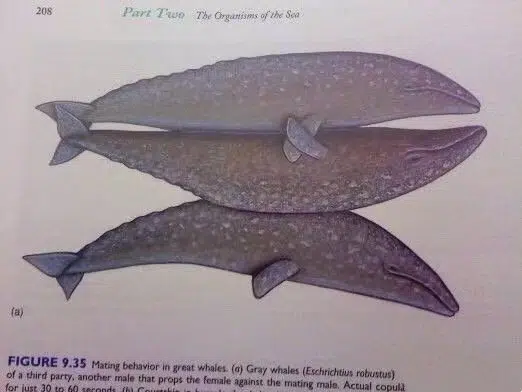 208
Part Two The Organisms of the Sea
(a)
FIGURE 9.35 Mating behavior in great whales. (a) Gray whales (Eschrichtius robustus)
of a third party, another male that props the female against the mating male. Actual copula
for just 30 to 60 seconds. (b) Courtship in